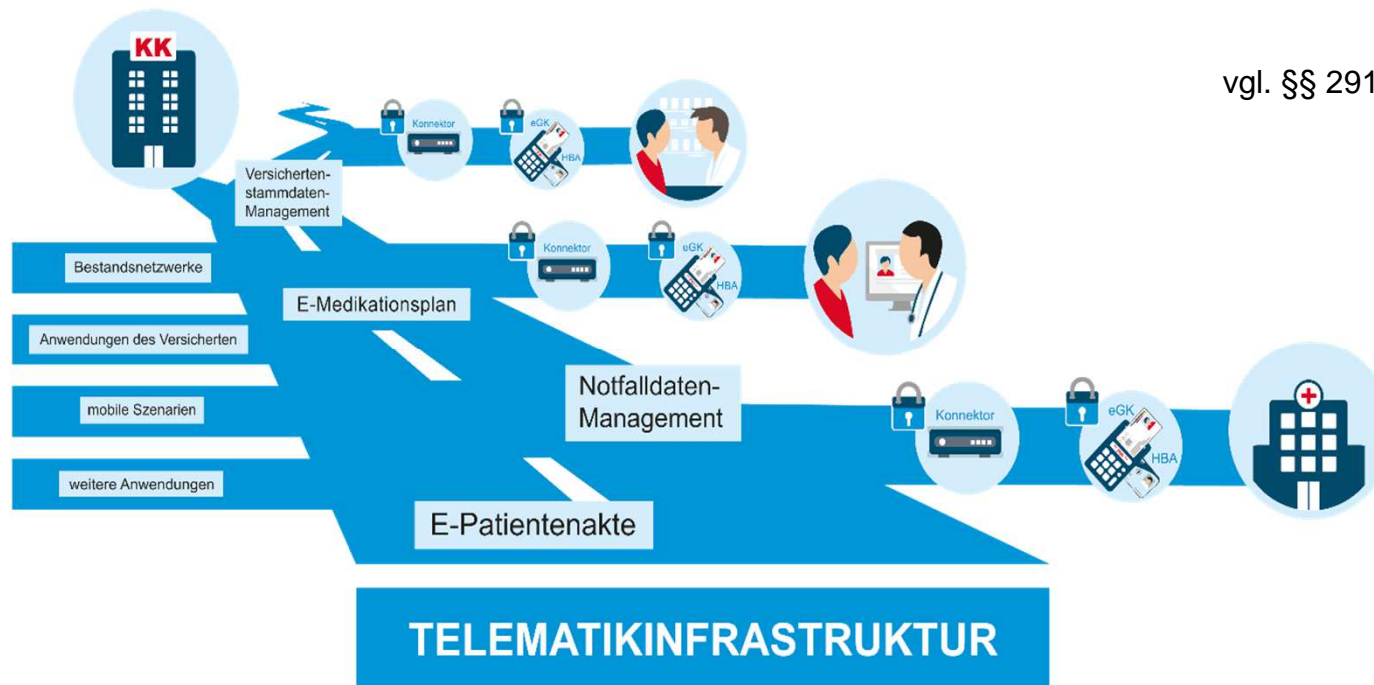 KK
vgl. §§ 291
Konnektor
eGK
HBA
Versicherten-
stammdaten-
Management
Konnektor
eGK
HBA
Bestandsnetzwerke
E-Medikationsplan
Anwendungen des Versicherten
Notfalldaten-
Management
mobile Szenarien
Konnektor
eGK
HBA
weitere Anwendungen
E-Patientenakte
TELEMATIKINFRASTRUKTUR